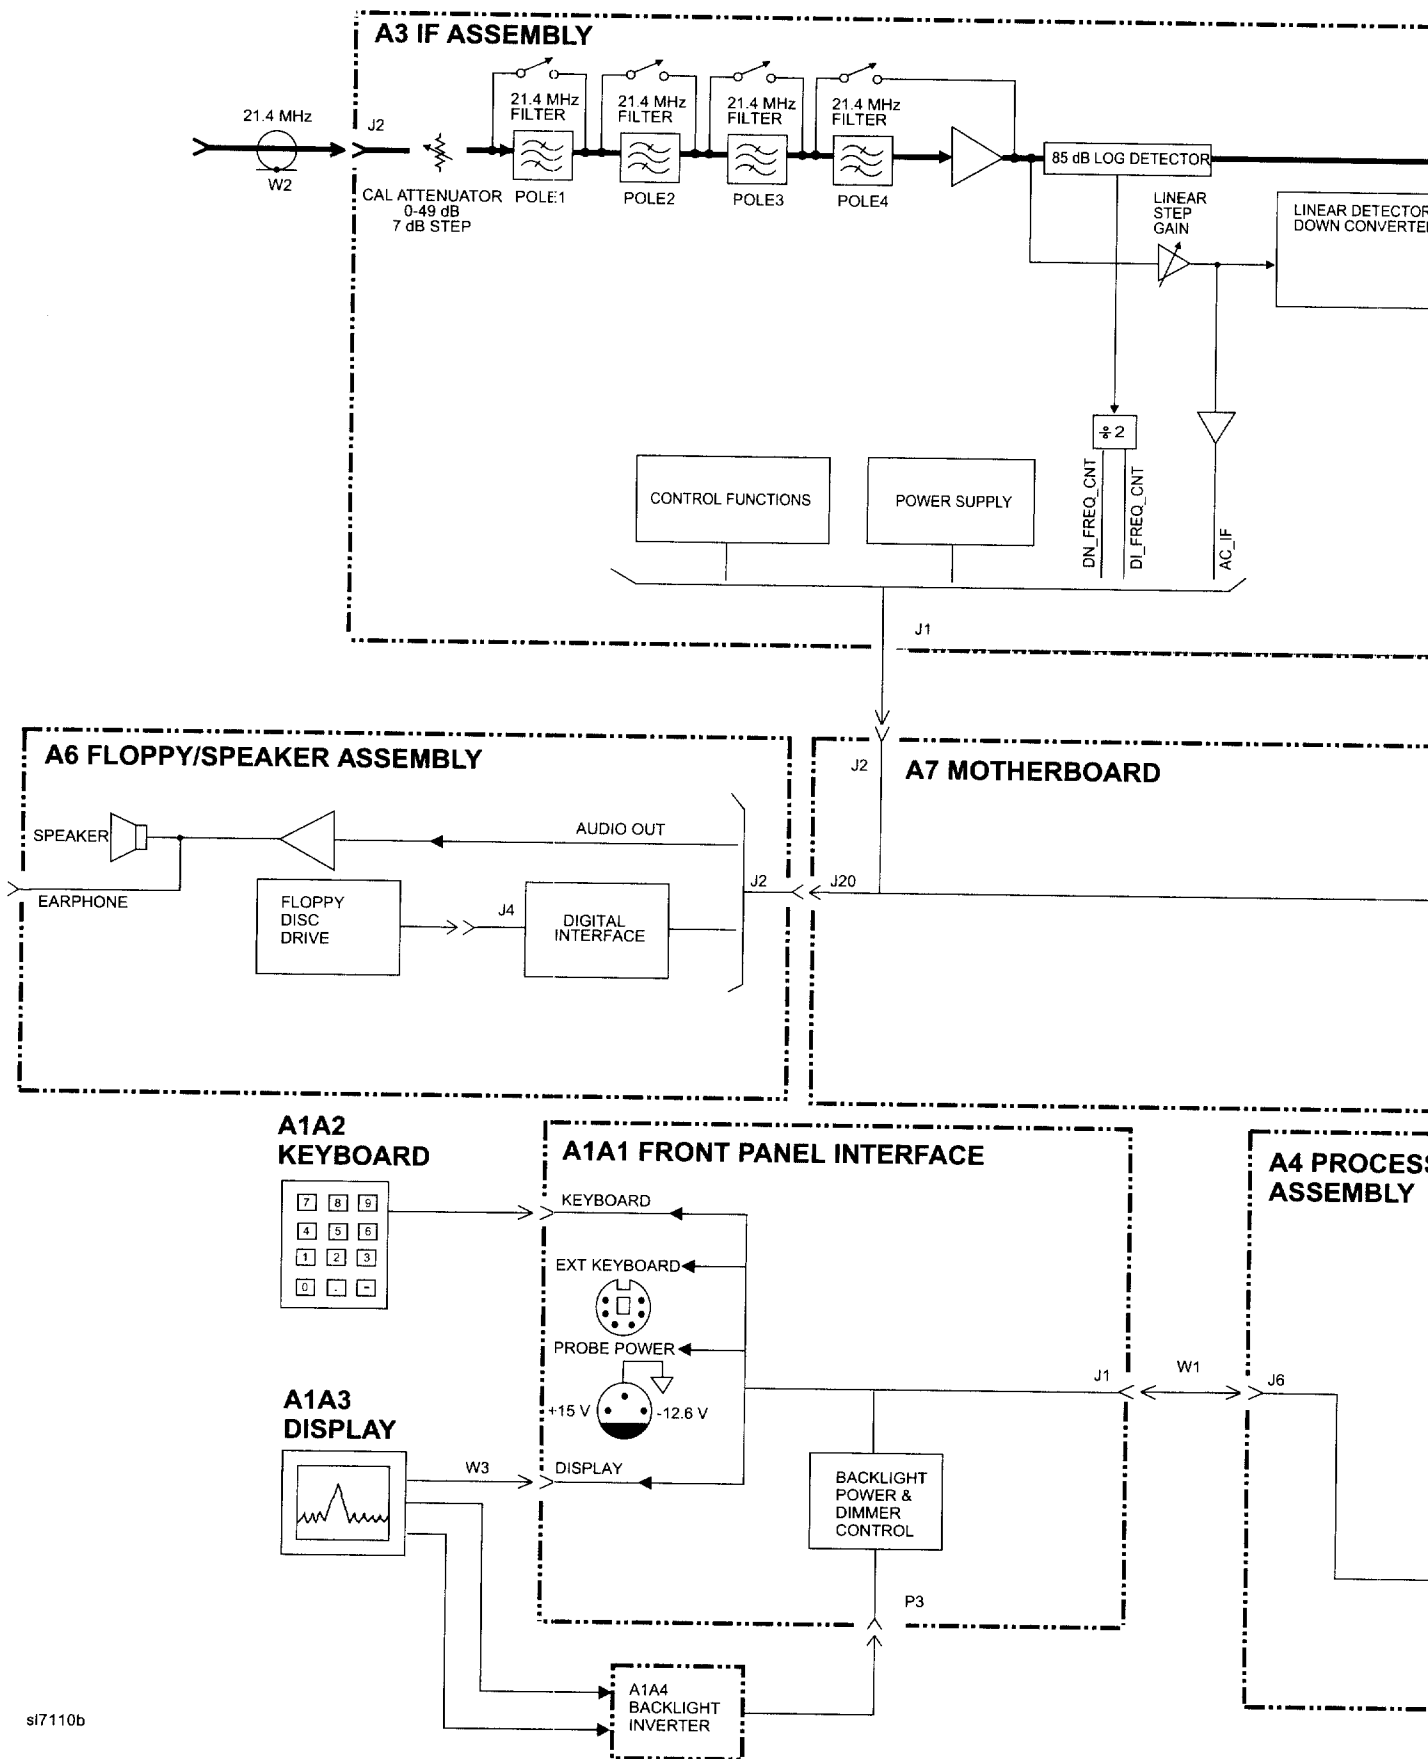 A3 IF ASSEMBLY
21.4 MHz
FILTER
21.4 MHz
FILTER
21.4 MHz
FILTER
21.4 MHz
FILTER
21.4 MHz
J2
W2
CAL ATTENUATOR
0-49 dB
7 dB STEP
POLE1
POLE2
POLE3
POLE4
85 dB LOG DETECTOR
LINEAR
STEP
GAIN
LINEAR DETECTOR
DOWN CONVERTE
÷ 2
CONTROL FUNCTIONS
POWER SUPPLY
DN_FREQ_CNT
DI_FREQ_CNT
AC_IF
J1
A6 FLOPPY/SPEAKER ASSEMBLY
SPEAKER
AUDIO OUT
EARPHONE
FLOPPY
DISC
DRIVE
J4
DIGITAL
INTERFACE
J2
J2
A7 MOTHERBOARD
J20
A1A2
KEYBOARD
7 8 9
4 5 6
1 2 3
0 . -
A1A1 FRONT PANEL INTERFACE
KEYBOARD
EXT KEYBOARD
PROBE POWER
+15 V
-12.6 V
J1
W1
A4 PROCESS
ASSEMBLY
J6
A1A3
DISPLAY
W3
DISPLAY
BACKLIGHT
POWER &
DIMMER
CONTROL
P3
A1A4
BACKLIGHT
INVERTER
sl7110b